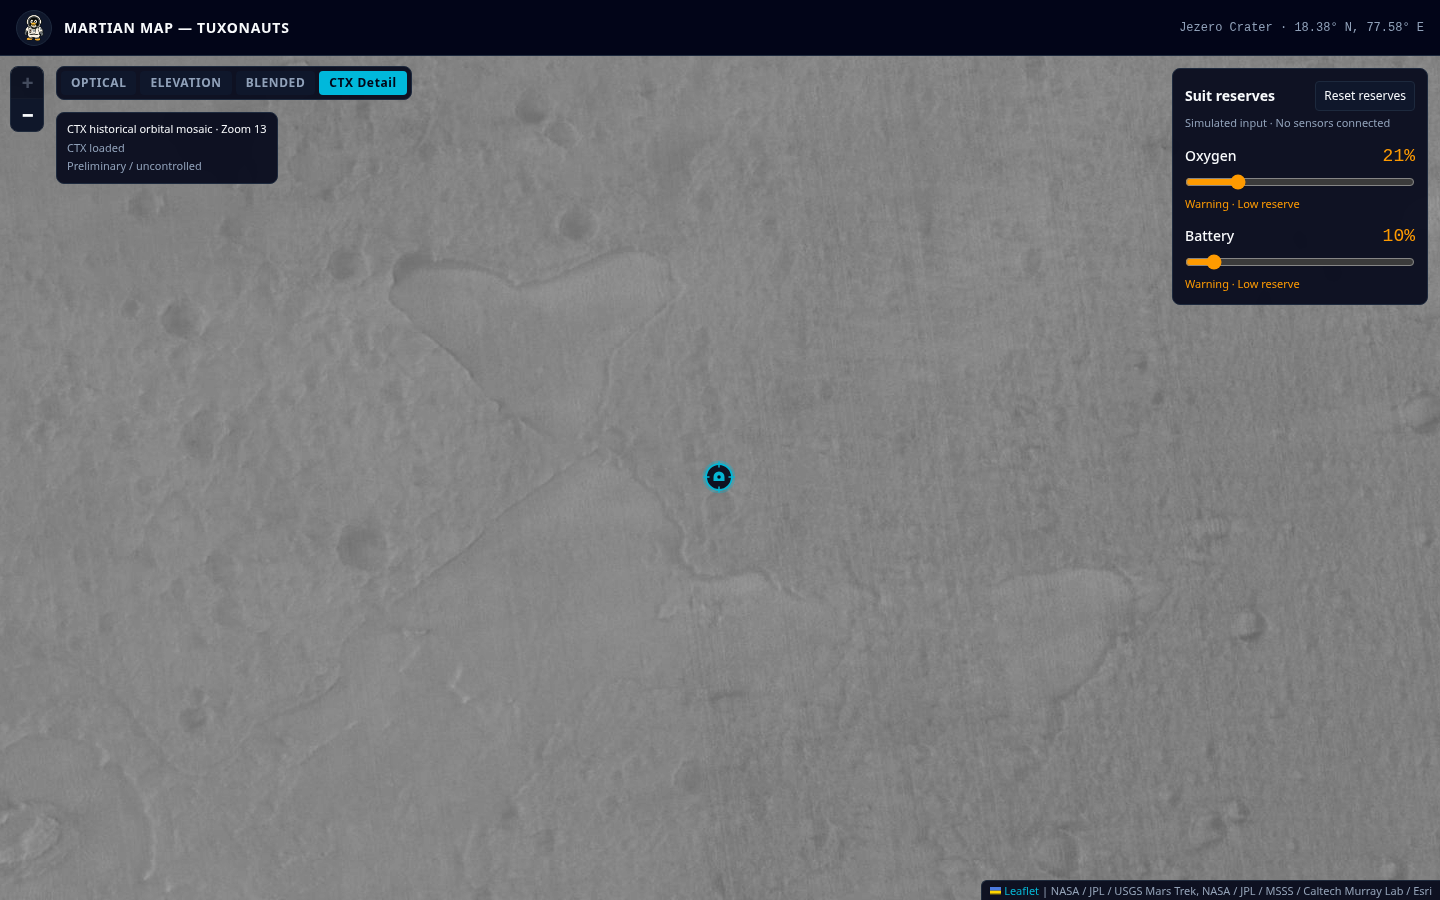 MARTIAN MAP — TUXONAUTS
Jezero Crater · 18.38° N, 77.58° E
+
−
OPTICAL
ELEVATION
BLENDED
CTX Detail
CTX historical orbital mosaic · Zoom 13
CTX loaded
Preliminary / uncontrolled
Suit reserves
Reset reserves
Simulated input · No sensors connected
Oxygen
21%
Warning · Low reserve
Battery
10%
Warning · Low reserve
Leaflet | NASA / JPL / USGS Mars Trek, NASA / JPL / MSSS / Caltech Murray Lab / Esri